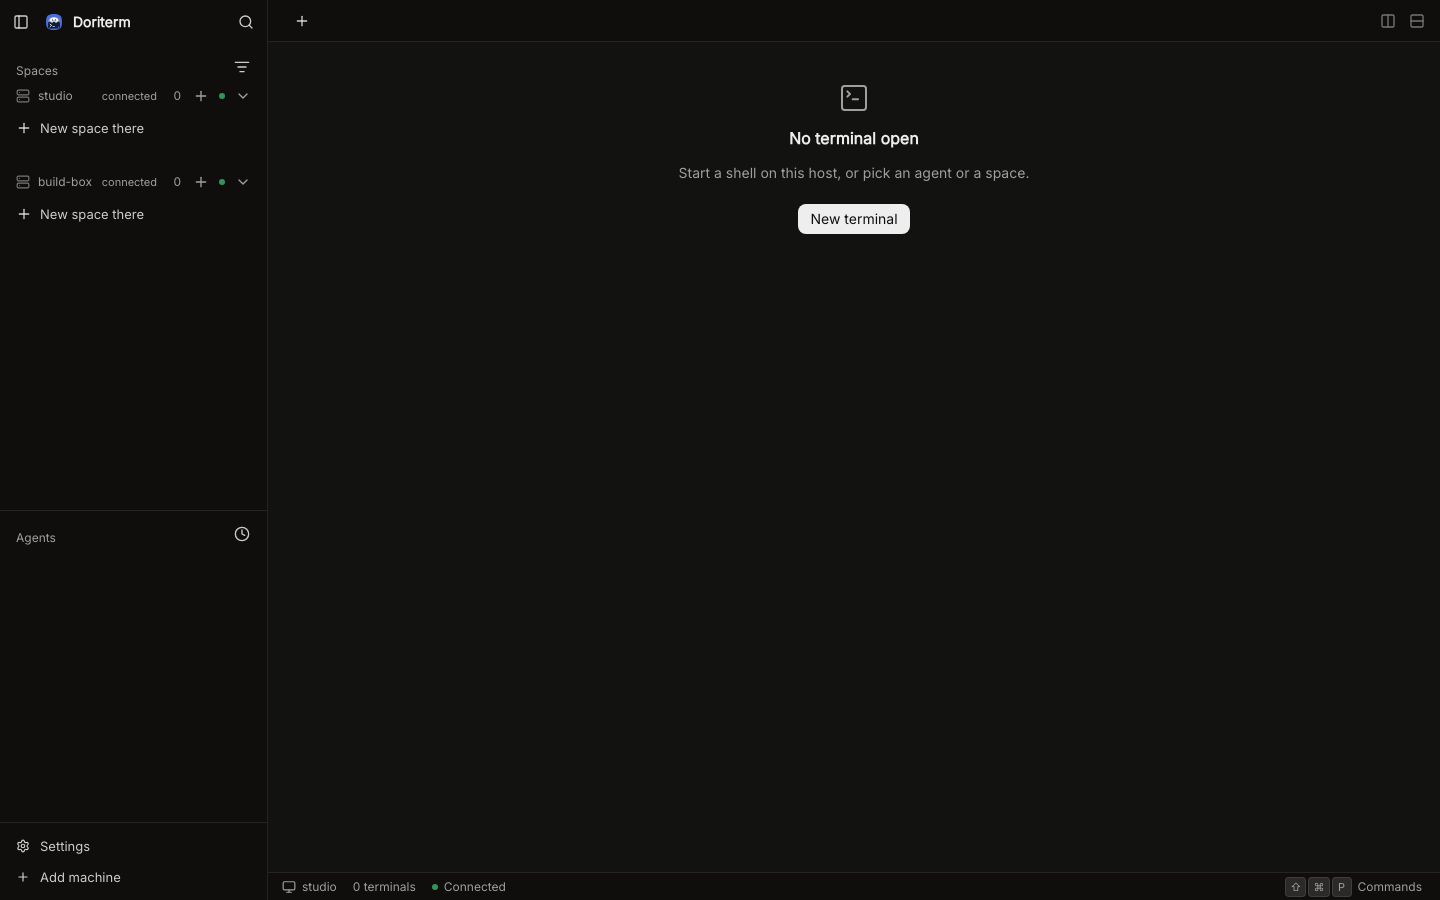 Doriterm
Spaces
studio connected 0
New space there
build-box connected 0
New space there
Agents
Settings
Add machine
No terminal open
Start a shell on this host, or pick an agent or a space.
New terminal
studio 0 terminals Connected
⇧ ⌘ P Commands